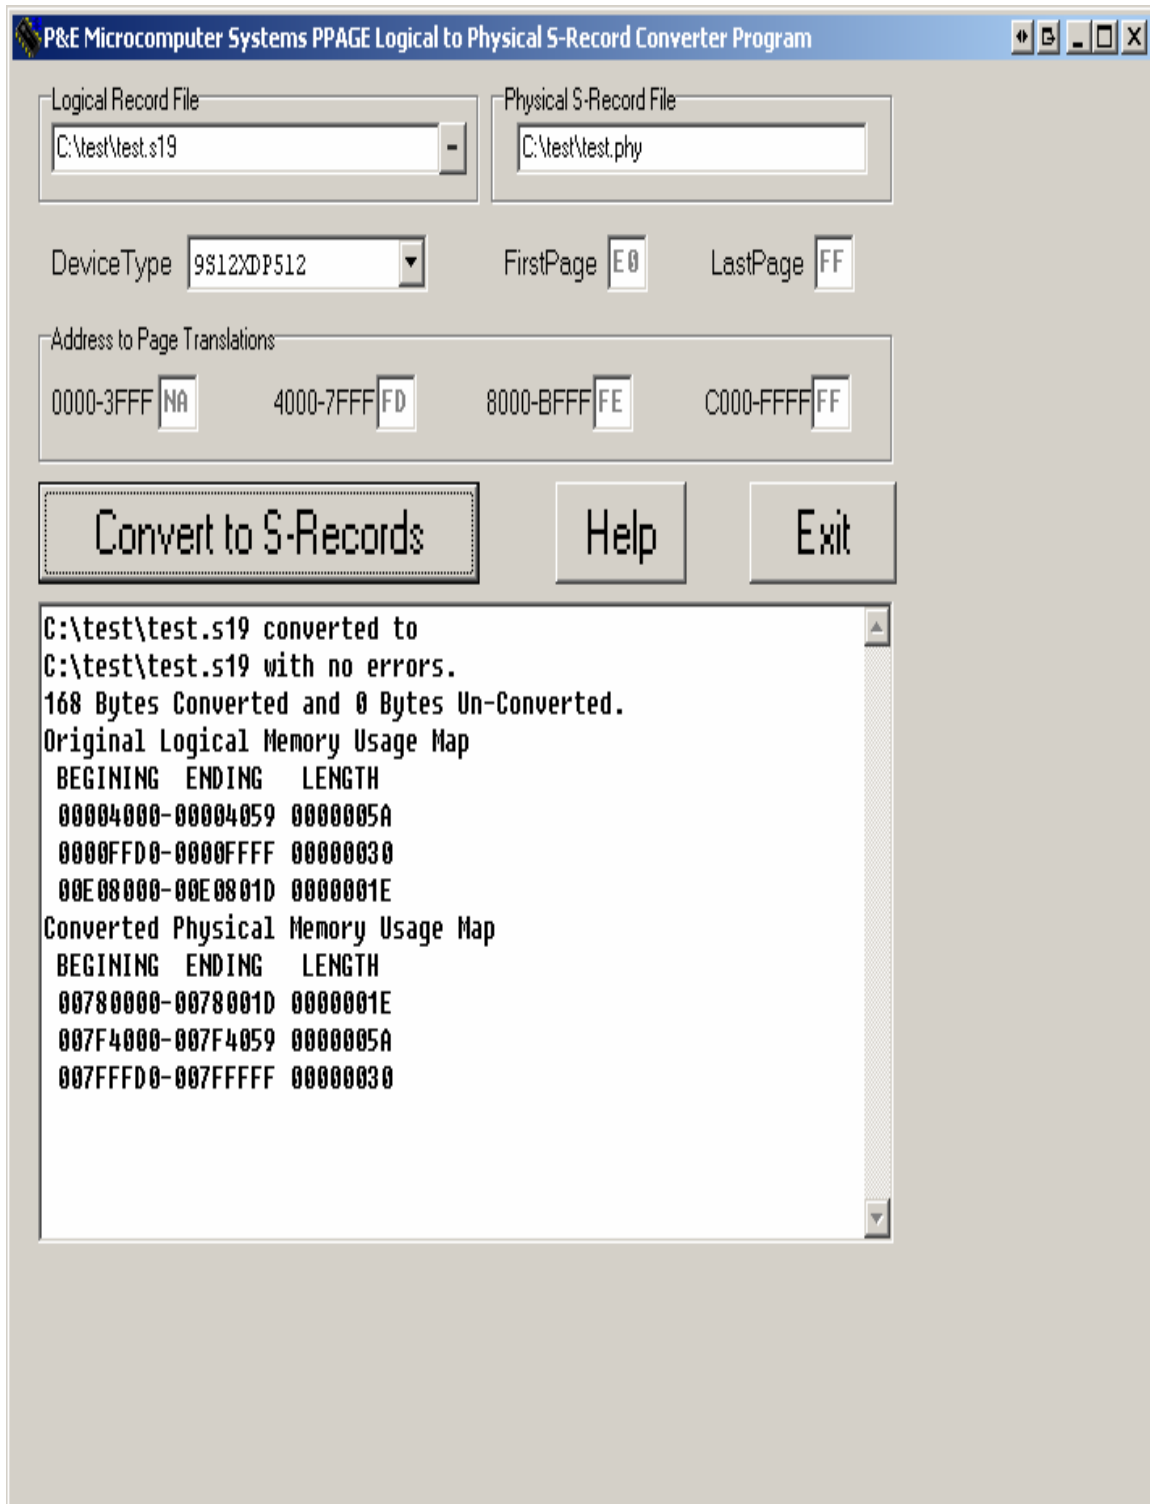 P&E Microcomputer Systems PPAGE Logical to Physical S-Record Converter Program
Logical Record File
Physical S-Record File
C:\test\test.s19
C:\test\test.phy
DeviceType 9S12XDP512 FirstPage E0 LastPage FF
Address to Page Translations
0000-3FFF NA 4000-7FFF FD 8000-BFFF FE C000-FFFF FF
Convert to S-Records Help Exit
C:\test\test.s19 converted to
C:\test\test.s19 with no errors.
168 Bytes Converted and 0 Bytes Un-Converted.
Original Logical Memory Usage Map
BEGINING ENDING LENGTH
00004000-00004059 0000005A
0000FFD0-0000FFFF 00000030
00E08000-00E0801D 0000001E
Converted Physical Memory Usage Map
BEGINING ENDING LENGTH
00780000-0078001D 0000001E
007F4000-007F4059 0000005A
007FFFD0-007FFFFF 00000030